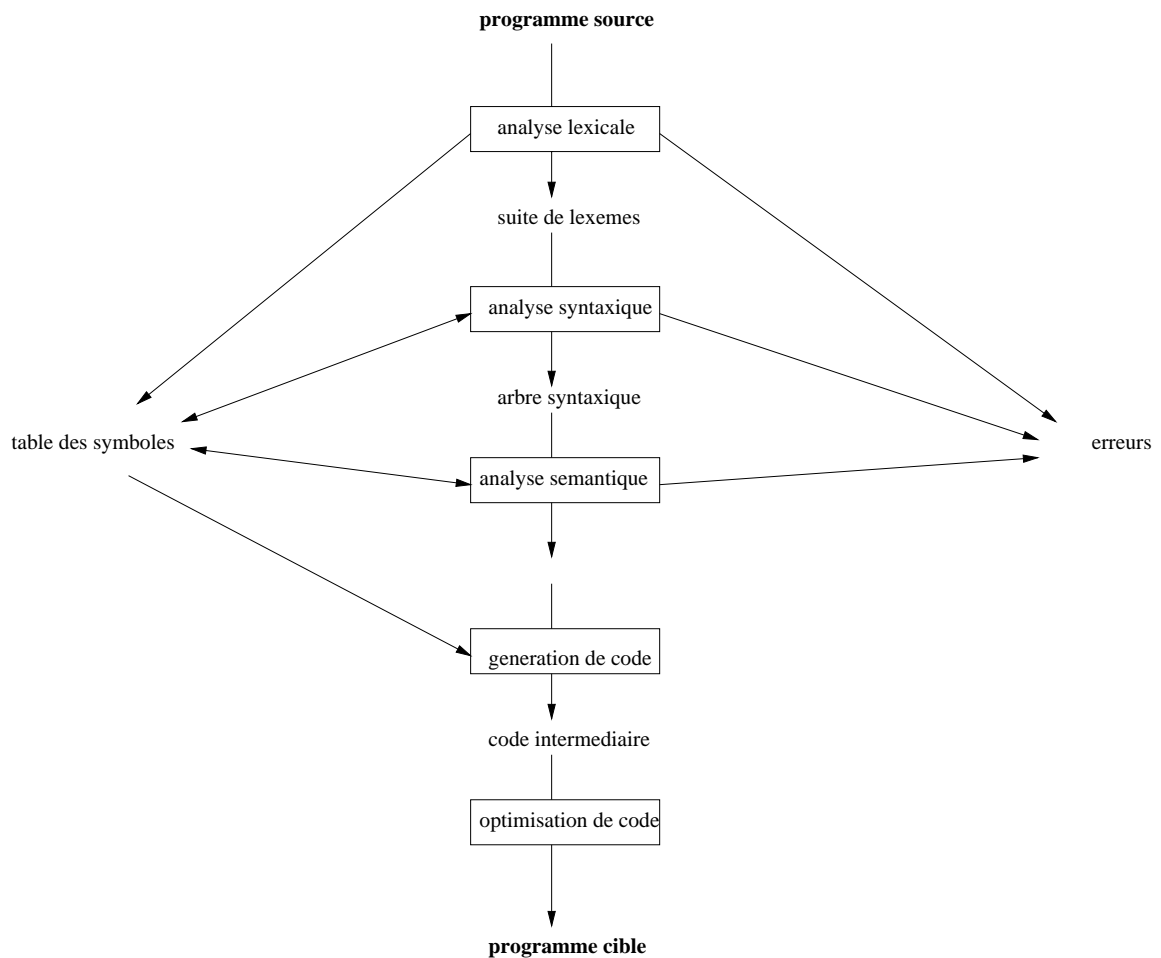 programme source
analyse lexicale
suite de lexemes
analyse syntaxique
arbre syntaxique
table des symboles
erreurs
analyse semantique
generation de code
code intermediaire
optimisation de code
programme cible